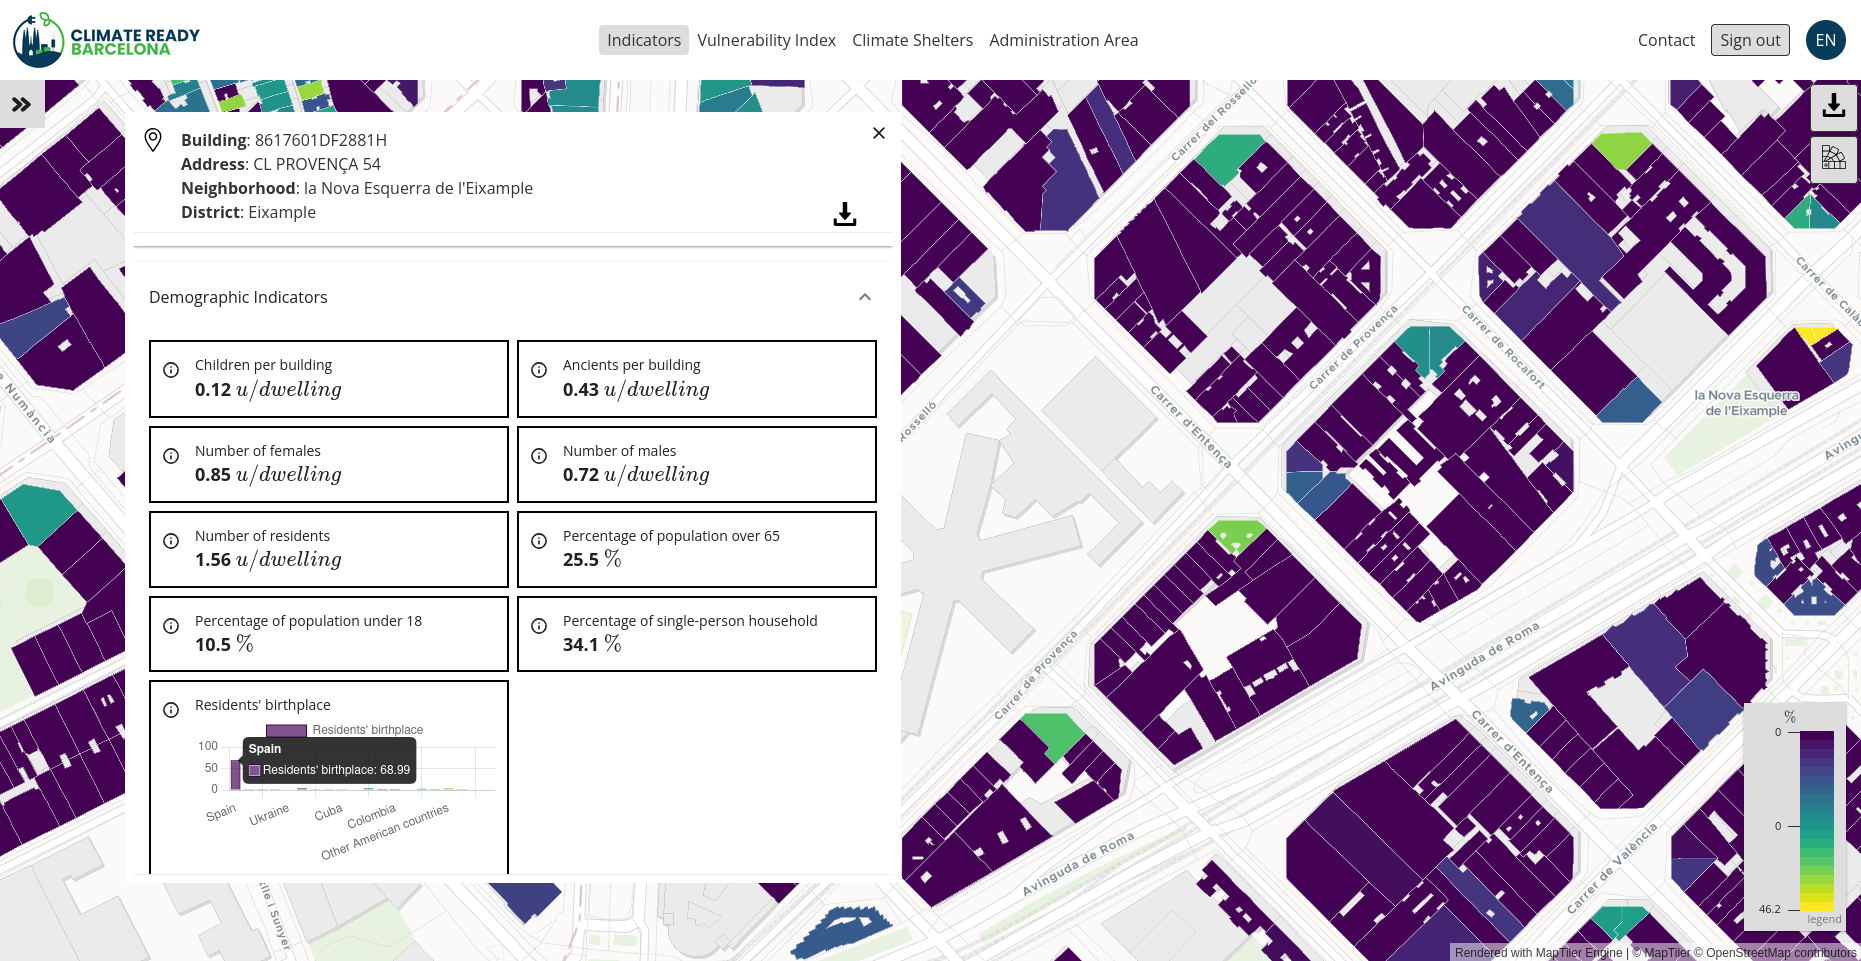 CLIMATE READY
BARCELONA
Indicators
Vulnerability Index
Climate Shelters
Administration Area
Contact
Sign out
EN
Building: 8617601DF2881H
Address: CL PROVENÇA 54
Neighborhood: la Nova Esquerra de l'Eixample
District: Eixample
Demographic Indicators
Children per building
0.12 u/dwelling
Ancients per building
0.43 u/dwelling
Number of females
0.85 u/dwelling
Number of males
0.72 u/dwelling
Number of residents
1.56 u/dwelling
Percentage of population over 65
25.5 %
Percentage of population under 18
10.5 %
Percentage of single-person household
34.1 %
Residents' birthplace
Residents' birthplace
100
50
0
Spain
Residents' birthplace: 68.99
Spain
Ukraine
Cuba
Colombia
Other American countries
Carrer del Rosselló
Carrer de Provença
Carrer de Rocafort
Carrer d'Entença
Rosselló
la Nova Esquerra
de l'Eixample
Carrer de Provença
Avinguda de Roma
Carrer d'Entença
Avinguda de Roma
Carrer de València
e Numància
%
0
0
46.2
legend
Rendered with MapTiler Engine | © MapTiler © OpenStreetMap contributors